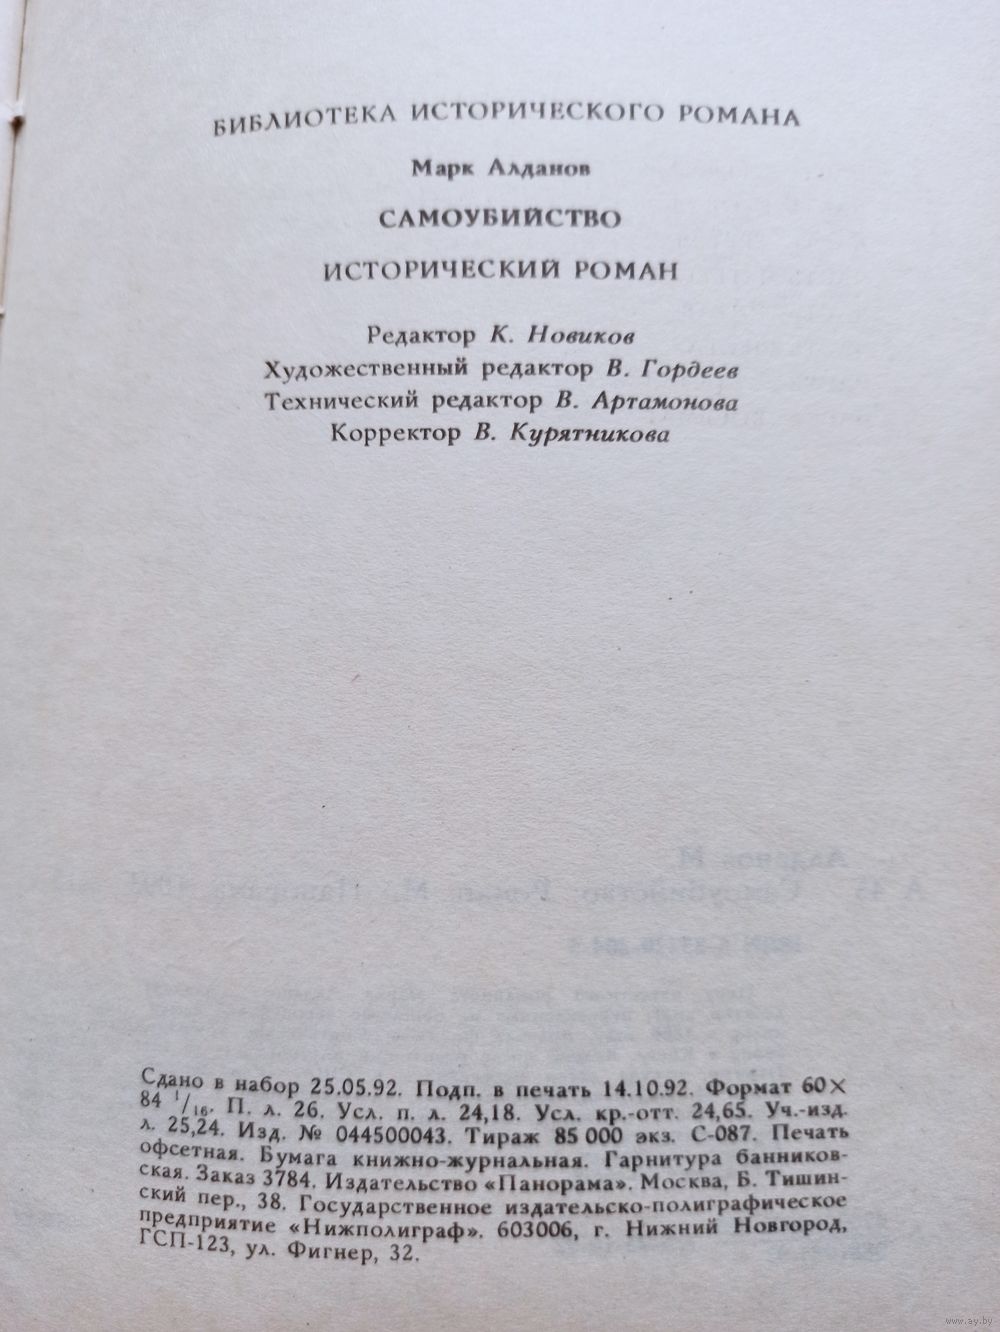 БИБЛИОТЕКА ИСТОРИЧЕСКОГО РОМАНА
Марк Алданов
САМОУБИЙСТВО
ИСТОРИЧЕСКИЙ РОМАН
Редактор К. Новиков
Художественный редактор В. Гордеев
Технический редактор В. Артамонова
Корректор В. Курятникова
Сдано в набор 25.05.92. Подп. в печать 14.10.92. Формат 60×
84 1/16. П. л. 26. Усл. п. л. 24,18. Усл. кр.-отт. 24,65. Уч.-изд.
л. 25,24. Изд. № 044500043. Тираж 85 000 экз. С-087. Печать
офсетная. Бумага книжно-журнальная. Гарнитура банников-
ская. Заказ 3784. Издательство «Панорама». Москва, Б. Тишин-
ский пер., 38. Государственное издательско-полиграфическое
предприятие «Нижполиграф». 603006, г. Нижний Новгород,
ГСП-123, ул. Фигнер, 32.
www.ay.by